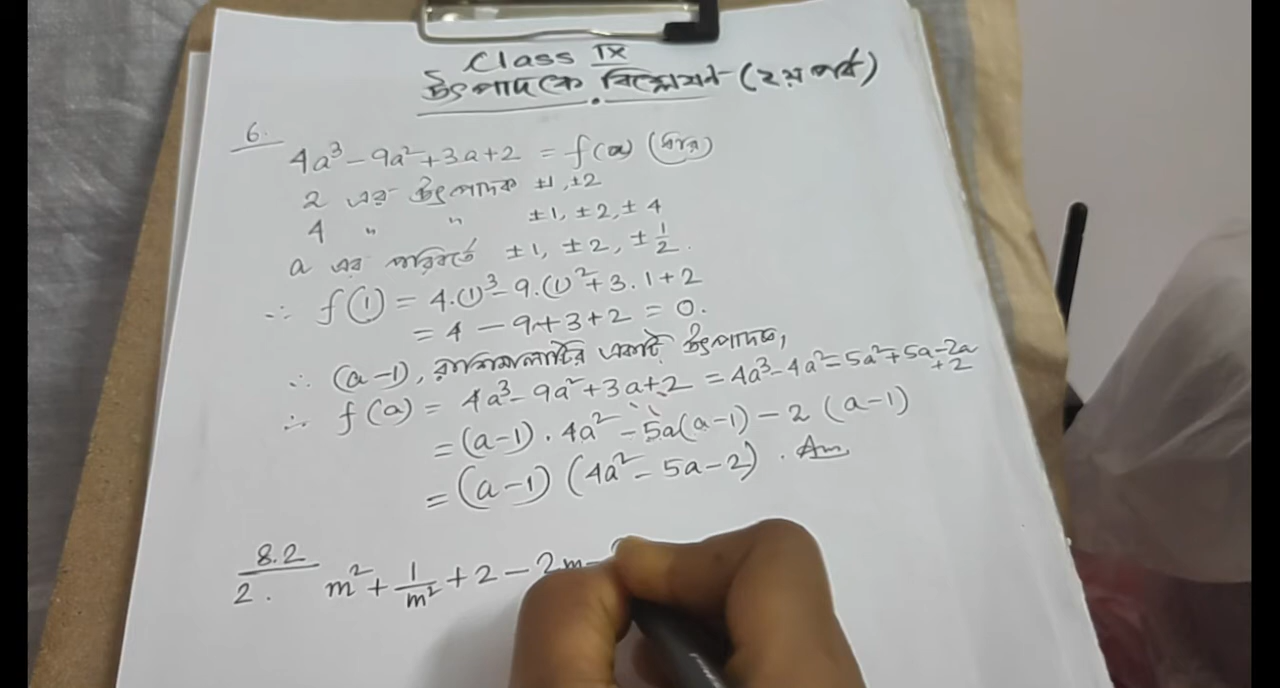 Class IX
উৎপাদকে বিশ্লেষণ (২য় পর্ব)
6.
4a³ - 9a² + 3a + 2 = f(a) (ধরি)
2 এর উৎপাদক ±1, ±2
4 " " ±1, ±2, ± 4
a এর পরিবর্তে ±1, ±2, ± 1/2.
∴ f(1) = 4.(1)³ - 9.(1)² + 3.1 + 2
= 4 - 9 + 3 + 2 = 0.
∴ (a-1), রাশিমালাটির একটি উৎপাদক,
∴ f(a) = 4a³ - 9a² + 3a + 2 = 4a³ - 4a² - 5a² + 5a - 2a + 2
= (a-1) . 4a² - 5a(a-1) - 2 (a-1)
= (a-1) (4a² - 5a - 2) . Ans
8.2
2. m² + 1/m² + 2 - 2m -